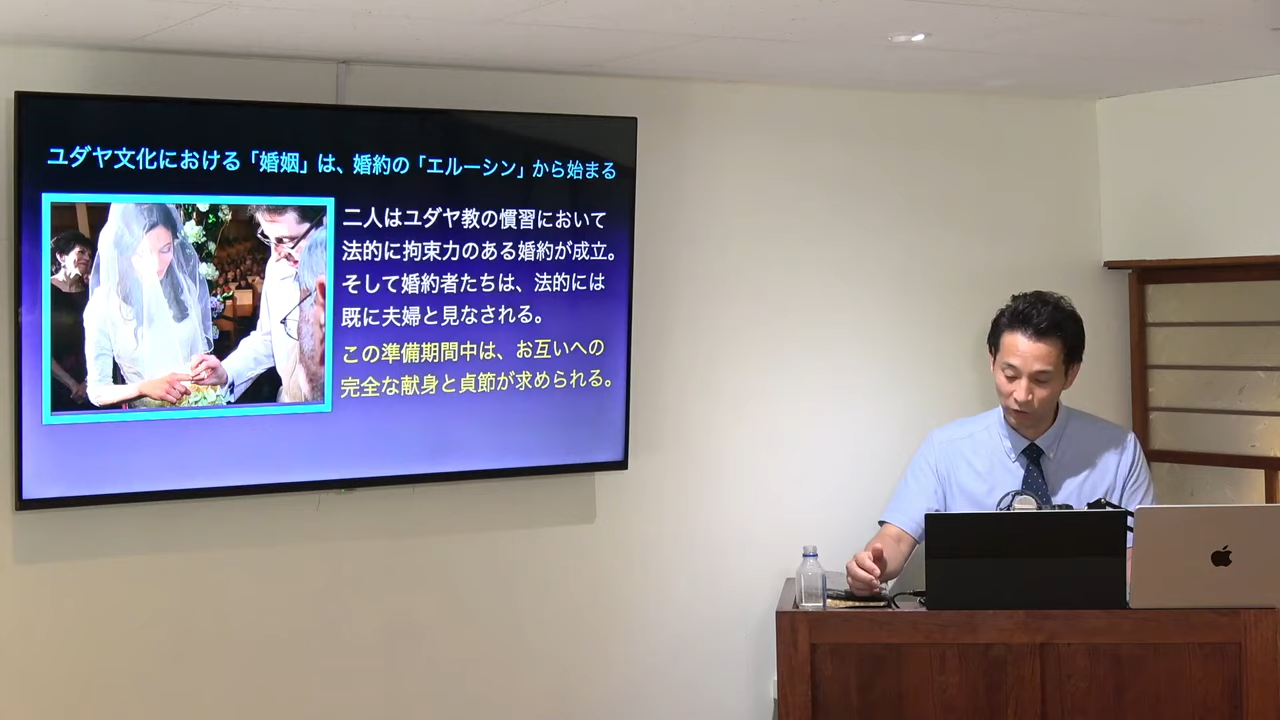 ユダヤ文化における「婚姻」は、婚約の「エルーシン」から始まる
二人はユダヤ教の慣習において
法的に拘束力のある婚約が成立。
そして婚約者たちは、法的には
既に夫婦と見なされる。
この準備期間中は、お互いへの
完全な献身と貞節が求められる。